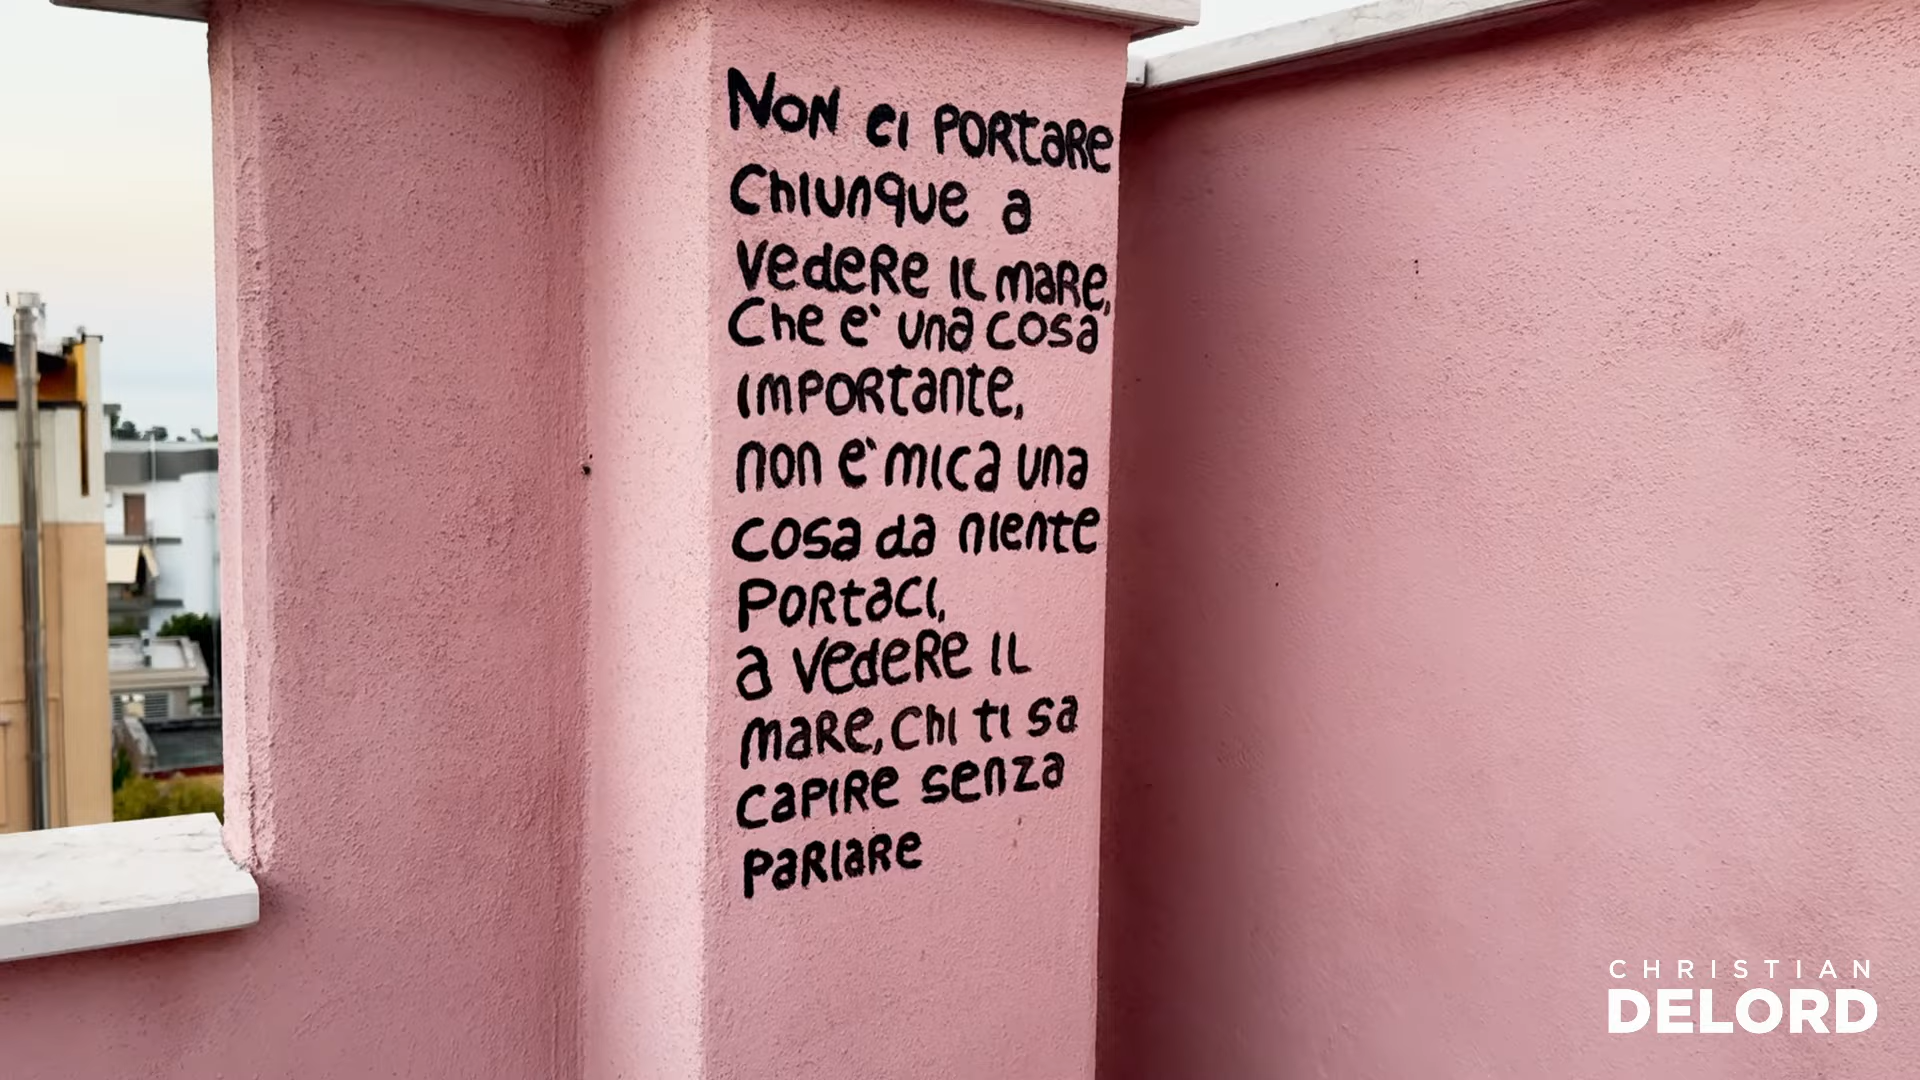 Non ci portare
chiunque a
vedere il mare,
che e' una cosa
importante,
non e' mica una
cosa da niente
portaci,
a vedere il
mare, chi ti sa
capire senza
parlare
CHRISTIAN
DELORD